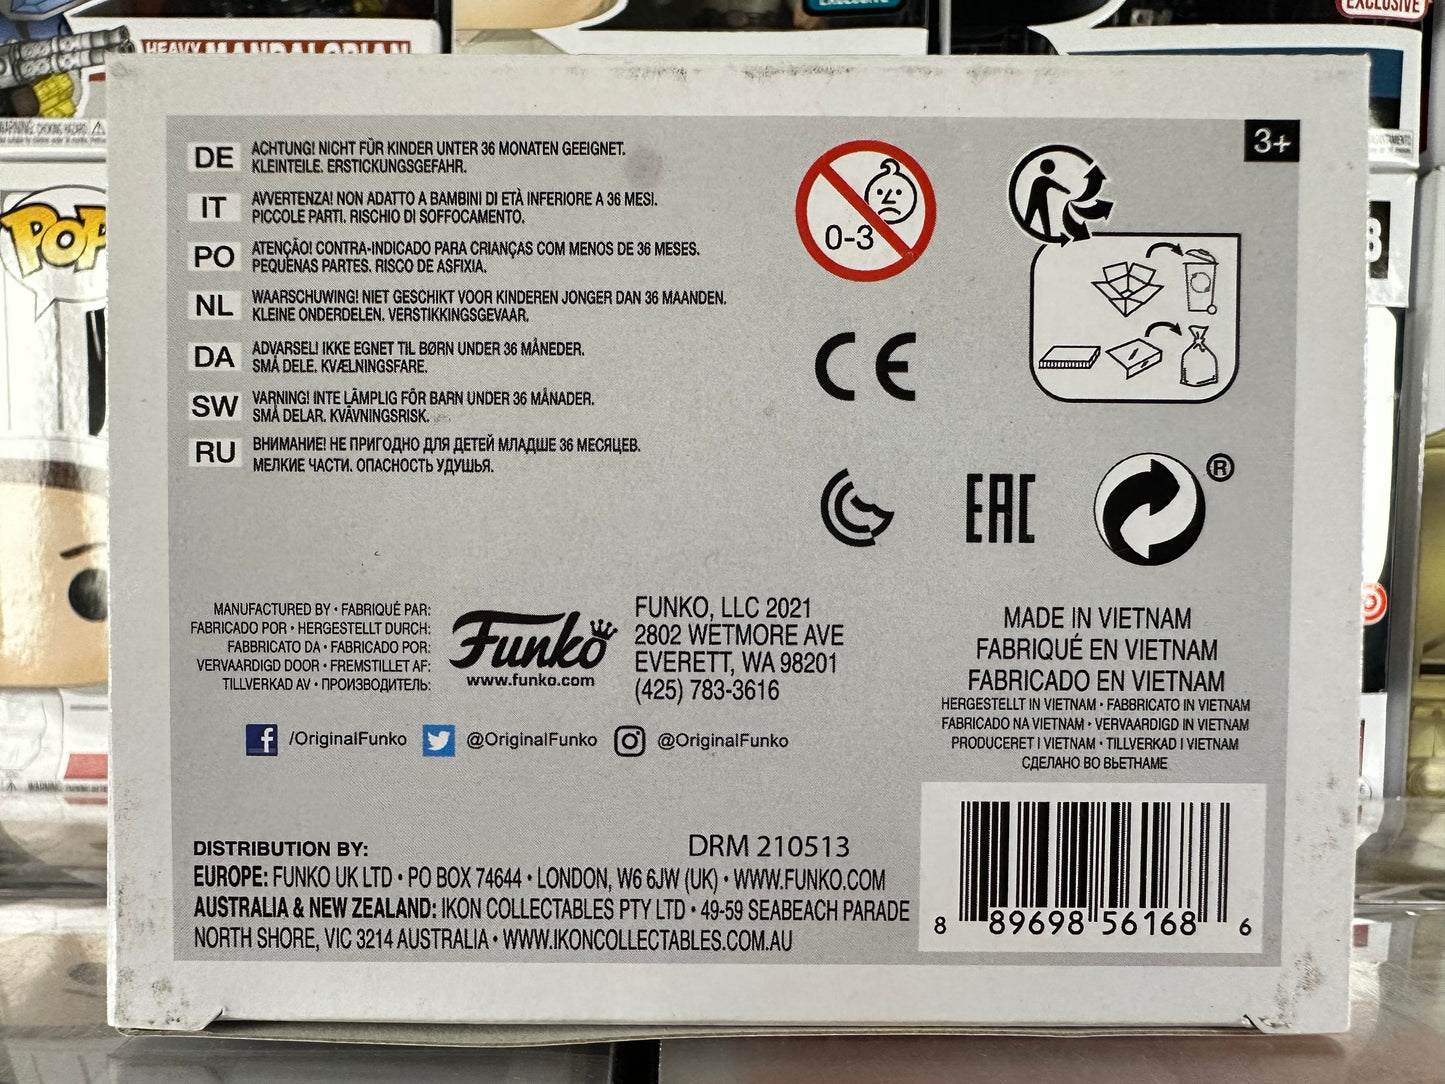 HEAVY MANDALORIAN
EXCLUSIVE
EXCLUSIVE
POP
3+
DE ACHTUNG! NICHT FÜR KINDER UNTER 36 MONATEN GEEIGNET.
KLEINTEILE. ERSTICKUNGSGEFAHR.
IT AVVERTENZA! NON ADATTO A BAMBINI DI ETÀ INFERIORE A 36 MESI.
PICCOLE PARTI. RISCHIO DI SOFFOCAMENTO.
PO ATENÇÃO! CONTRA-INDICADO PARA CRIANÇAS COM MENOS DE 36 MESES.
PEQUENAS PARTES. RISCO DE ASFIXIA.
NL WAARSCHUWING! NIET GESCHIKT VOOR KINDEREN JONGER DAN 36 MAANDEN.
KLEINE ONDERDELEN. VERSTIKKINGSGEVAAR.
DA ADVARSEL! IKKE EGNET TIL BØRN UNDER 36 MÅNEDER.
SMÅ DELE. KVÆLNINGSFARE.
SW VARNING! INTE LÄMPLIG FÖR BARN UNDER 36 MÅNADER.
SMÅ DELAR. KVÄVNINGSRISK.
RU ВНИМАНИЕ! НЕ ПРИГОДНО ДЛЯ ДЕТЕЙ МЛАДШЕ 36 МЕСЯЦЕВ.
МЕЛКИЕ ЧАСТИ. ОПАСНОСТЬ УДУШЬЯ.
0-3
CE
EAC
®
MANUFACTURED BY • FABRIQUÉ PAR:
FABRICADO POR • HERGESTELLT DURCH:
FABBRICATO DA • FABRICADO POR:
VERVAARDIGD DOOR • FREMSTILLET AF:
TILLVERKAD AV • ПРОИЗВОДИТЕЛЬ:
Funko
www.funko.com
FUNKO, LLC 2021
2802 WETMORE AVE
EVERETT, WA 98201
(425) 783-3616
/OriginalFunko @OriginalFunko @OriginalFunko
MADE IN VIETNAM
FABRIQUÉ EN VIETNAM
FABRICADO EN VIETNAM
HERGESTELLT IN VIETNAM • FABBRICATO IN VIETNAM
FABRICADO NA VIETNAM • VERVAARDIGD IN VIETNAM
PRODUCERET I VIETNAM • TILLVERKAD I VIETNAM
СДЕЛАНО ВО ВЬЕТНАМЕ
DISTRIBUTION BY: DRM 210513
EUROPE: FUNKO UK LTD • PO BOX 74644 • LONDON, W6 6JW (UK) • WWW.FUNKO.COM
AUSTRALIA & NEW ZEALAND: IKON COLLECTABLES PTY LTD • 49-59 SEABEACH PARADE
NORTH SHORE, VIC 3214 AUSTRALIA • WWW.IKONCOLLECTABLES.COM.AU
8 89698 56168 6